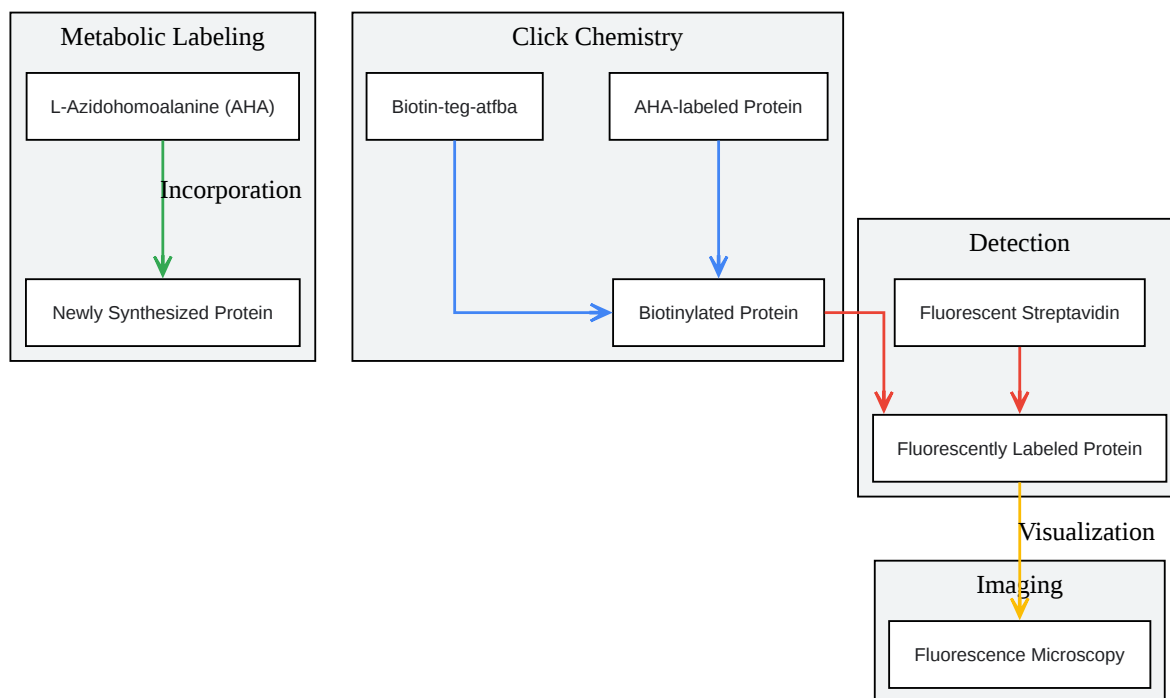 Metabolic Labeling
L-Azidohomoalanine (AHA)
Incorporation
Newly Synthesized Protein
Click Chemistry
Biotin-teg-atfba
AHA-labeled Protein
Biotinylated Protein
Detection
Fluorescent Streptavidin
Fluorescently Labeled Protein
Visualization
Imaging
Fluorescence Microscopy